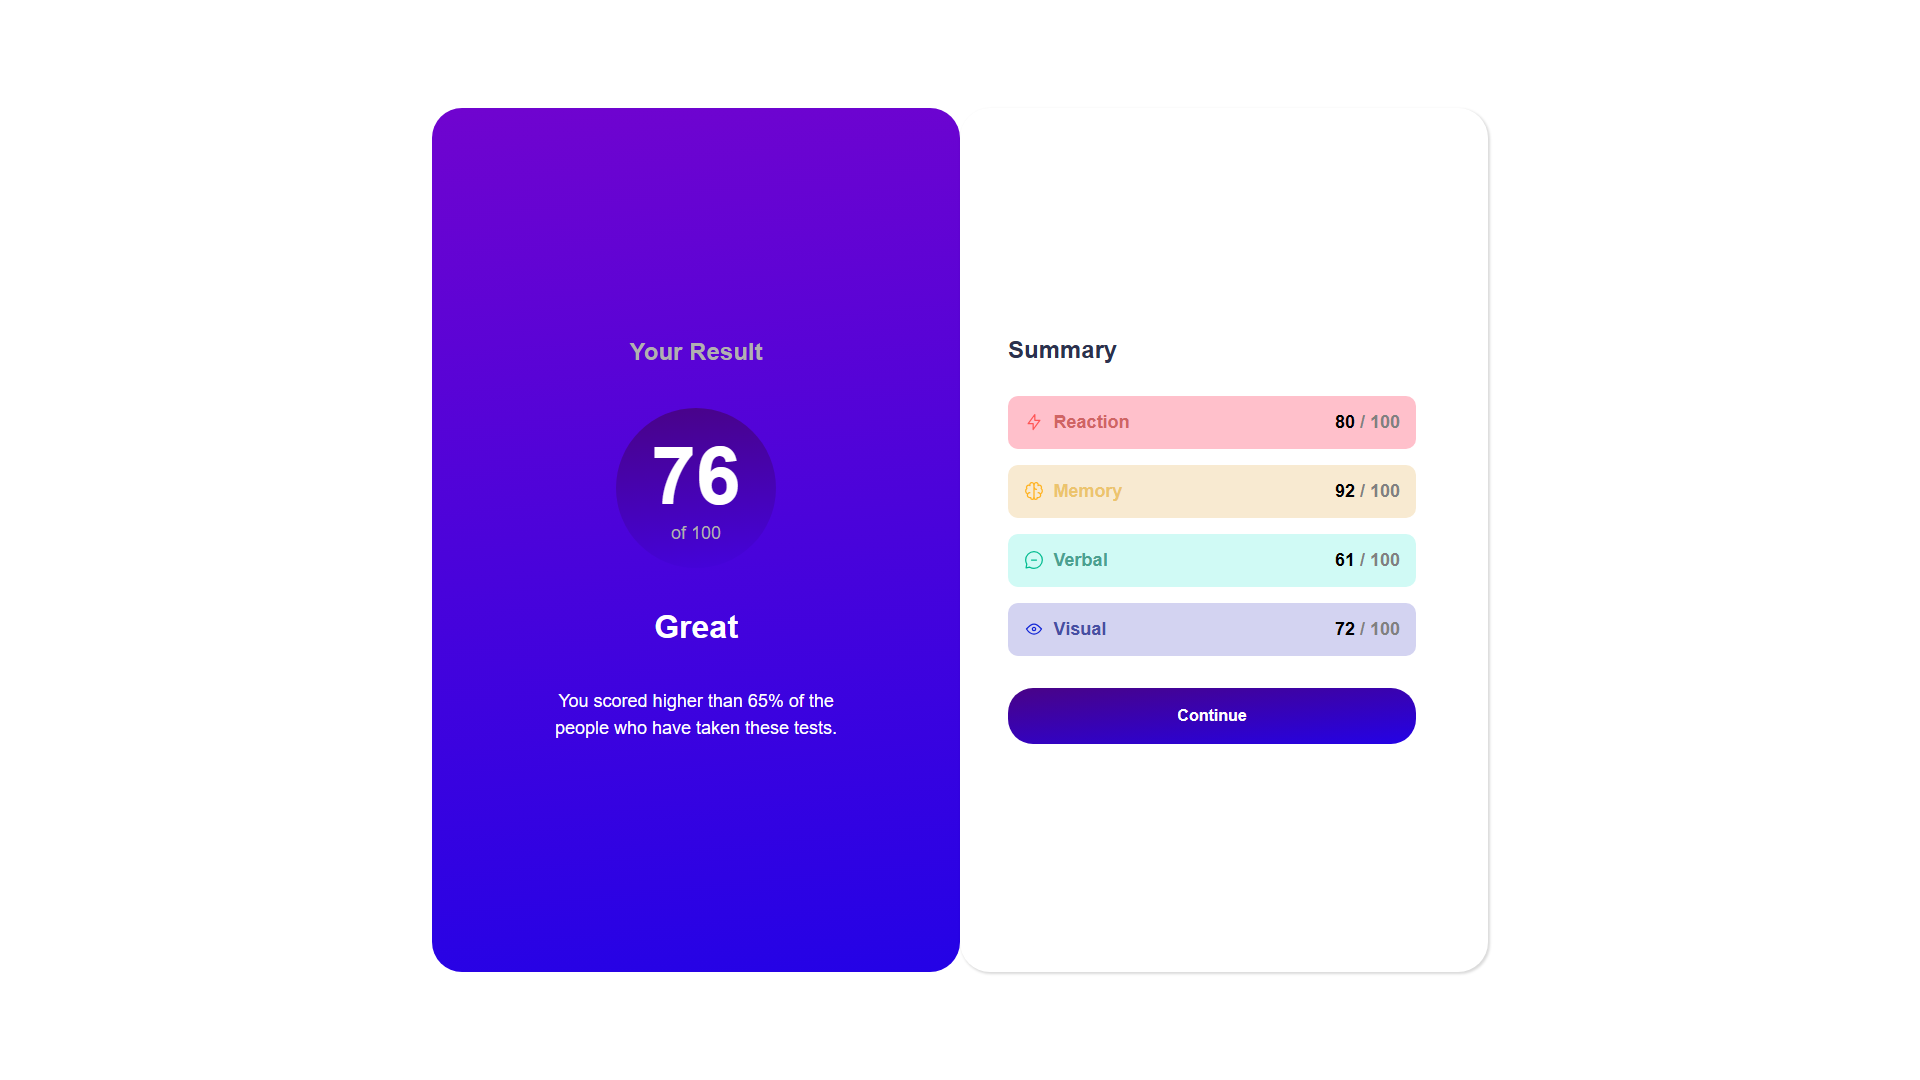 Your Result
76
of 100
Great
You scored higher than 65% of the
people who have taken these tests.
Summary
Reaction 80 / 100
Memory 92 / 100
Verbal 61 / 100
Visual 72 / 100
Continue